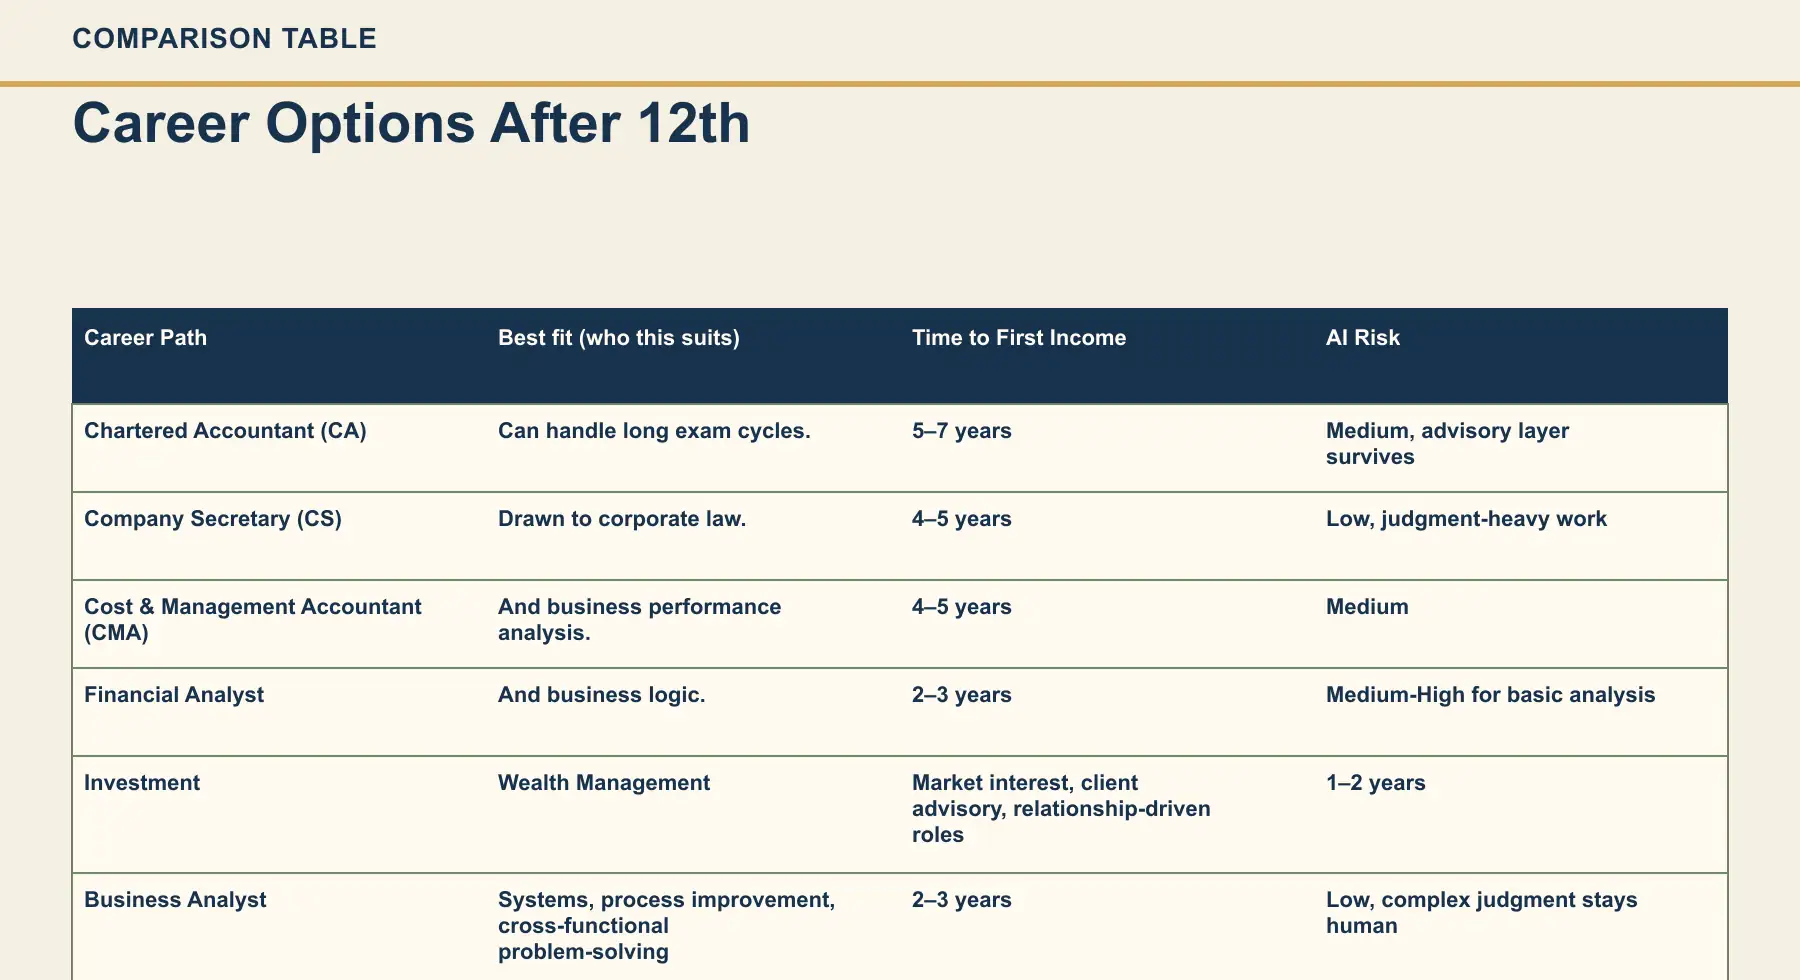 COMPARISON TABLE
Career Options After 12th
Career Path
Best fit (who this suits)
Time to First Income
AI Risk
Chartered Accountant (CA)
Can handle long exam cycles.
5–7 years
Medium, advisory layer
survives
Company Secretary (CS)
Drawn to corporate law.
4–5 years
Low, judgment-heavy work
Cost & Management Accountant
(CMA)
And business performance
analysis.
4–5 years
Medium
Financial Analyst
And business logic.
2–3 years
Medium-High for basic analysis
Investment
Wealth Management
Market interest, client
advisory, relationship-driven
roles
1–2 years
Business Analyst
Systems, process improvement,
cross-functional
problem-solving
2–3 years
Low, complex judgment stays
human